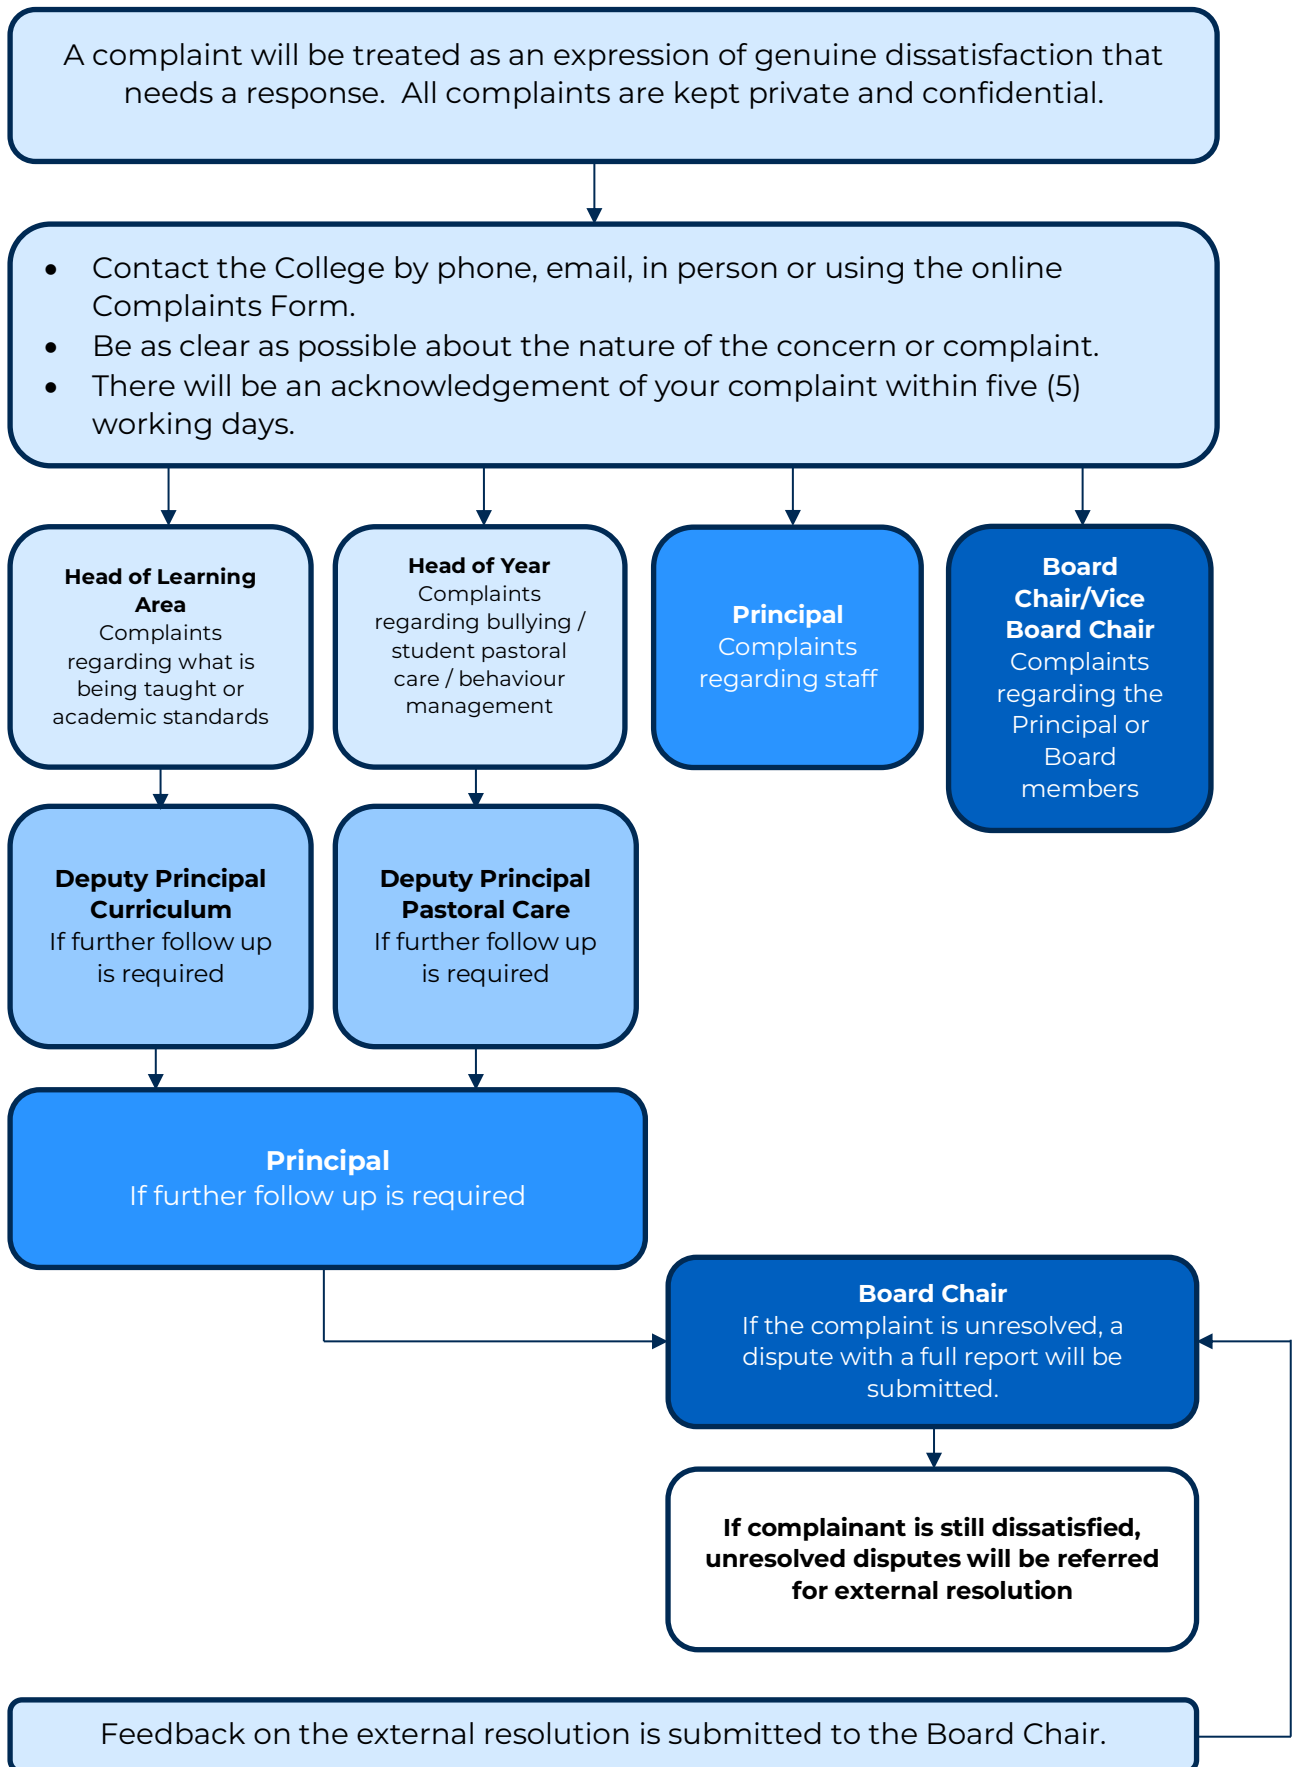 A complaint will be treated as an expression of genuine dissatisfaction that
needs a response.  All complaints are kept private and confidential.
• Contact the College by phone, email, in person or using the online
Complaints Form.
• Be as clear as possible about the nature of the concern or complaint.
• There will be an acknowledgement of your complaint within five (5)
working days.
Head of Learning
Area
Complaints
regarding what is
being taught or
academic standards
Head of Year
Complaints
regarding bullying /
student pastoral
care / behaviour
management
Principal
Complaints
regarding staff
Board
Chair/Vice
Board Chair
Complaints
regarding the
Principal or
Board
members
Deputy Principal
Curriculum
If further follow up
is required
Deputy Principal
Pastoral Care
If further follow up
is required
Principal
If further follow up is required
Board Chair
If the complaint is unresolved, a
dispute with a full report will be
submitted.
If complainant is still dissatisfied,
unresolved disputes will be referred
for external resolution
Feedback on the external resolution is submitted to the Board Chair.